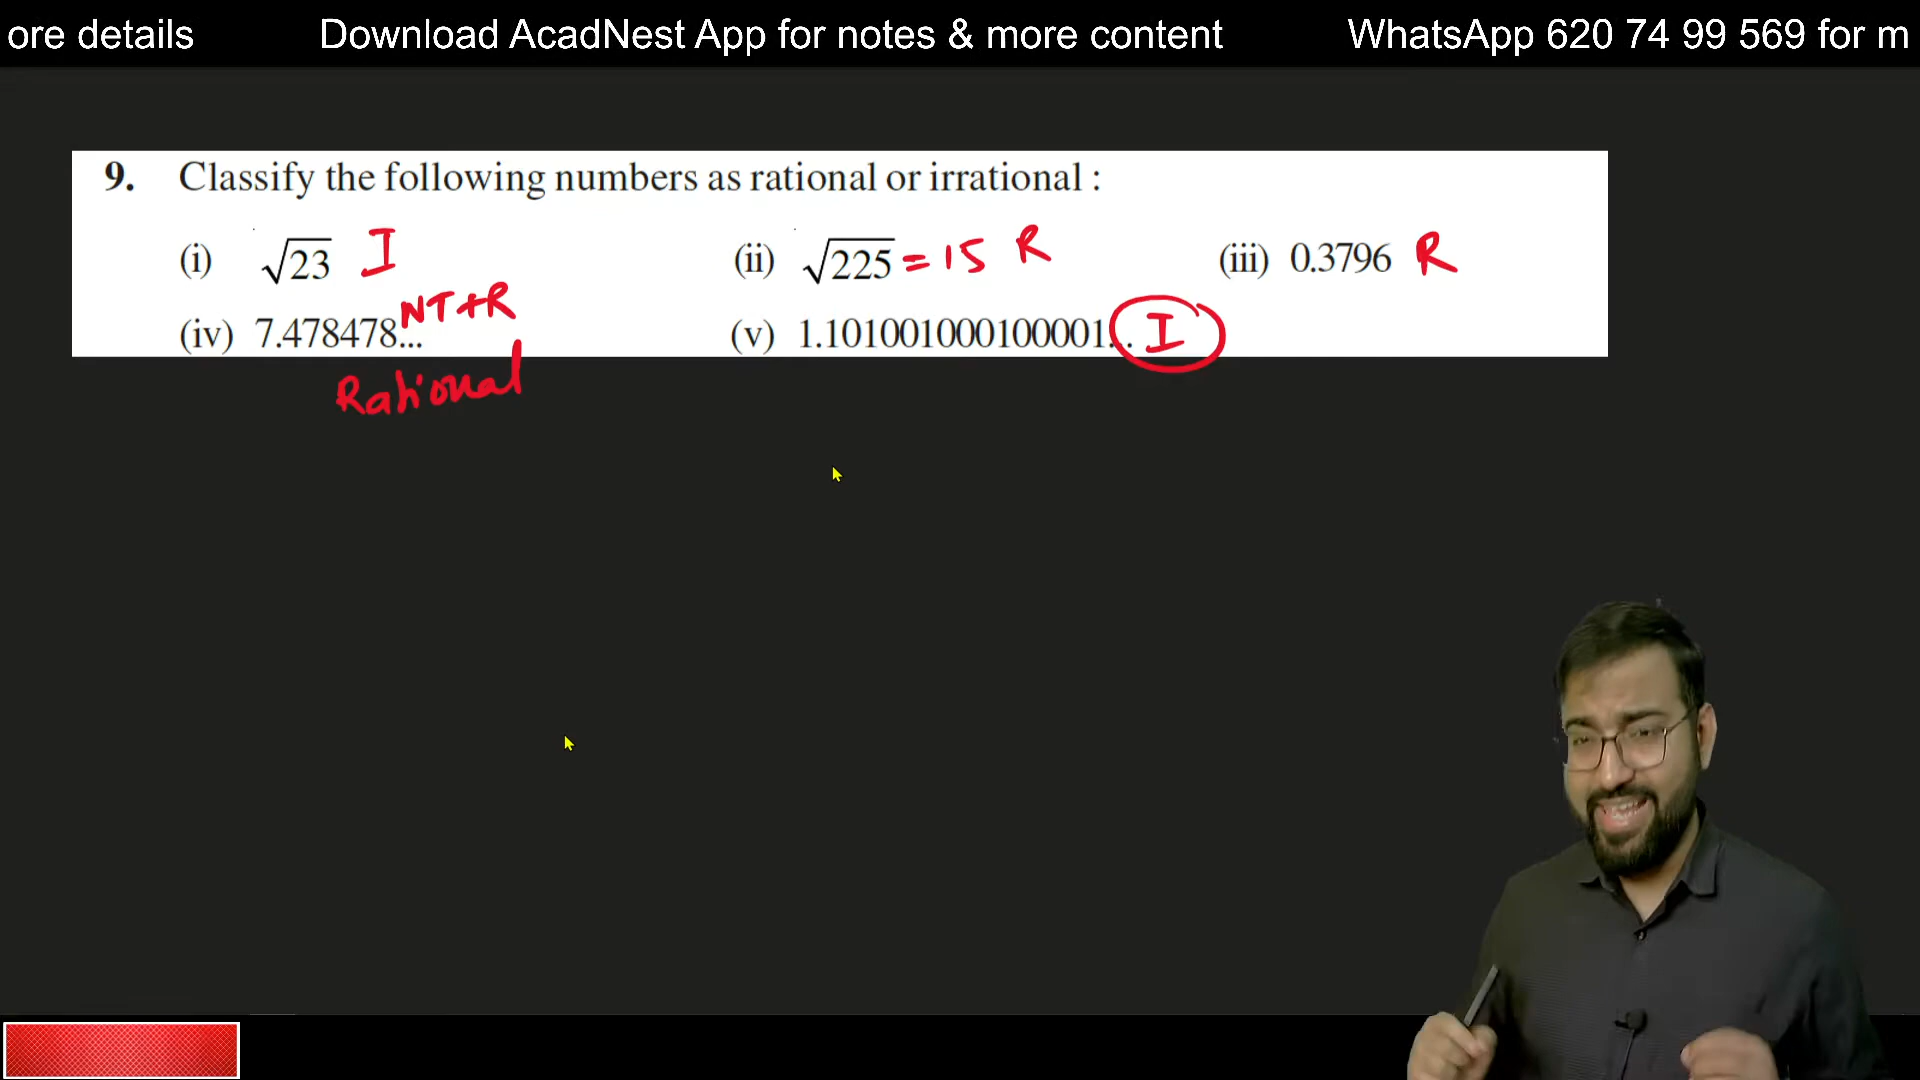 ore details Download AcadNest App for notes & more content WhatsApp 620 74 99 569 for m
9. Classify the following numbers as rational or irrational :
(i) √23 I (ii) √225 = 15 R (iii) 0.3796 R
(iv) 7.478478... NT+R (v) 1.101001000100001... I
Rational